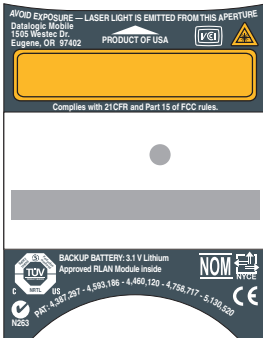 AVOID EXPOSURE — LASER LIGHT IS EMITTED FROM THIS APERTURE
Datalogic Mobile
1505 Westec Dr.
Eugene, OR 97402
PRODUCT OF USA
VCI
Complies with 21CFR and Part 15 of FCC rules.
BACKUP BATTERY: 3.1 V Lithium
Approved RLAN Module inside
TÜV
NRTL
C US
NOM
NYCE
PAT: 4,387,297 - 4,593,186 - 4,460,120 - 4,758,717 - 5,130,520
CE
N263